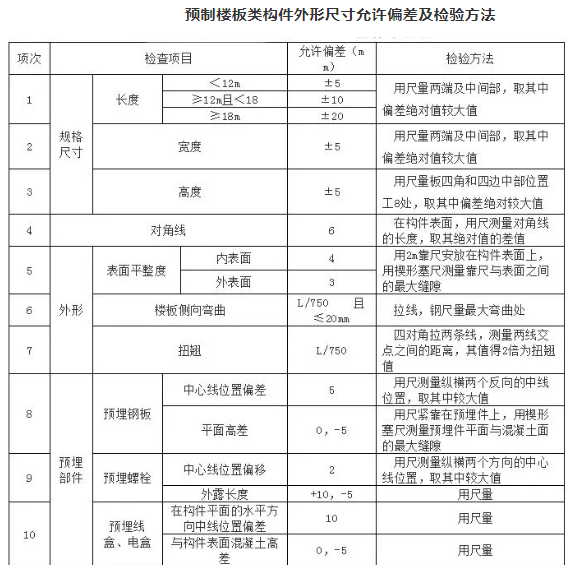 预制楼板类构件外形尺寸允许偏差及检验方法
项次
检查项目
允许偏差（m
m）
检验方法
1
规格
尺寸
长度
＜12m
±5
用尺量两端及中间部，取其中
偏差绝对值较大值
≥12m且＜18
±10
≥18m
±20
2
宽度
±5
用尺量两端及中间部，取其中
偏差绝对值较大值
3
高度
±5
用尺量板四角和四边中部位置
工8处，取其中偏差绝对较大值
4
对角线
6
在构件表面，用尺测量对角线
的长度，取其绝对值的差值
5
外形
表面平整度
内表面
4
用2m靠尺安放在构件表面上，
用楔形塞尺测量靠尺与表面之间
的最大缝隙
外表面
3
6
楼板侧向弯曲
L/750 且
≤20mm
拉线，钢尺量最大弯曲处
7
扭翘
L/750
四对角拉两条线，测量两线交
点之间的距离，其值得2倍为扭翘
值
8
预埋
部件
预埋钢板
中心线位置偏差
5
用尺测量纵横两个反向的中线
位置，取其中较大值
平面高差
0，-5
用尺紧靠在预埋件上，用楔形
塞尺测量预埋件平面与混凝土面
的最大缝隙
9
预埋螺栓
中心线位置偏移
2
用尺测量纵横两个方向的中心
线位置，取其中较大值
外露长度
+10，-5
用尺量
10
预埋线
盒、电盒
在构件平面的水平方
向中线位置偏差
10
用尺量
与构件表面混凝土高
差
0，-5
用尺量